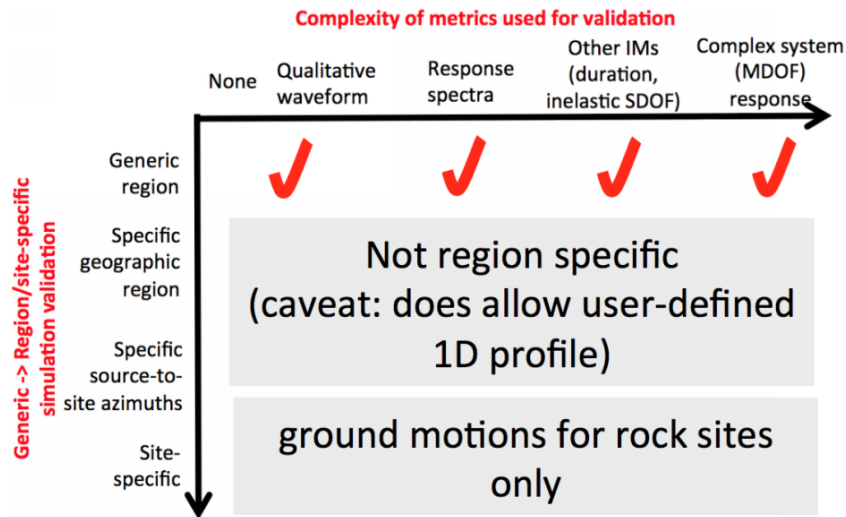 Complexity of metrics used for validation
None
Qualitative
waveform
Response
spectra
Other IMs
(duration,
inelastic SDOF)
Complex system
(MDOF)
response
Generic -> Region/site-specific
simulation validation
Generic
region
Specific
geographic
region
Specific
source-to-
site azimuths
Site-
specific
Not region specific
(caveat: does allow user-defined
1D profile)
ground motions for rock sites
only